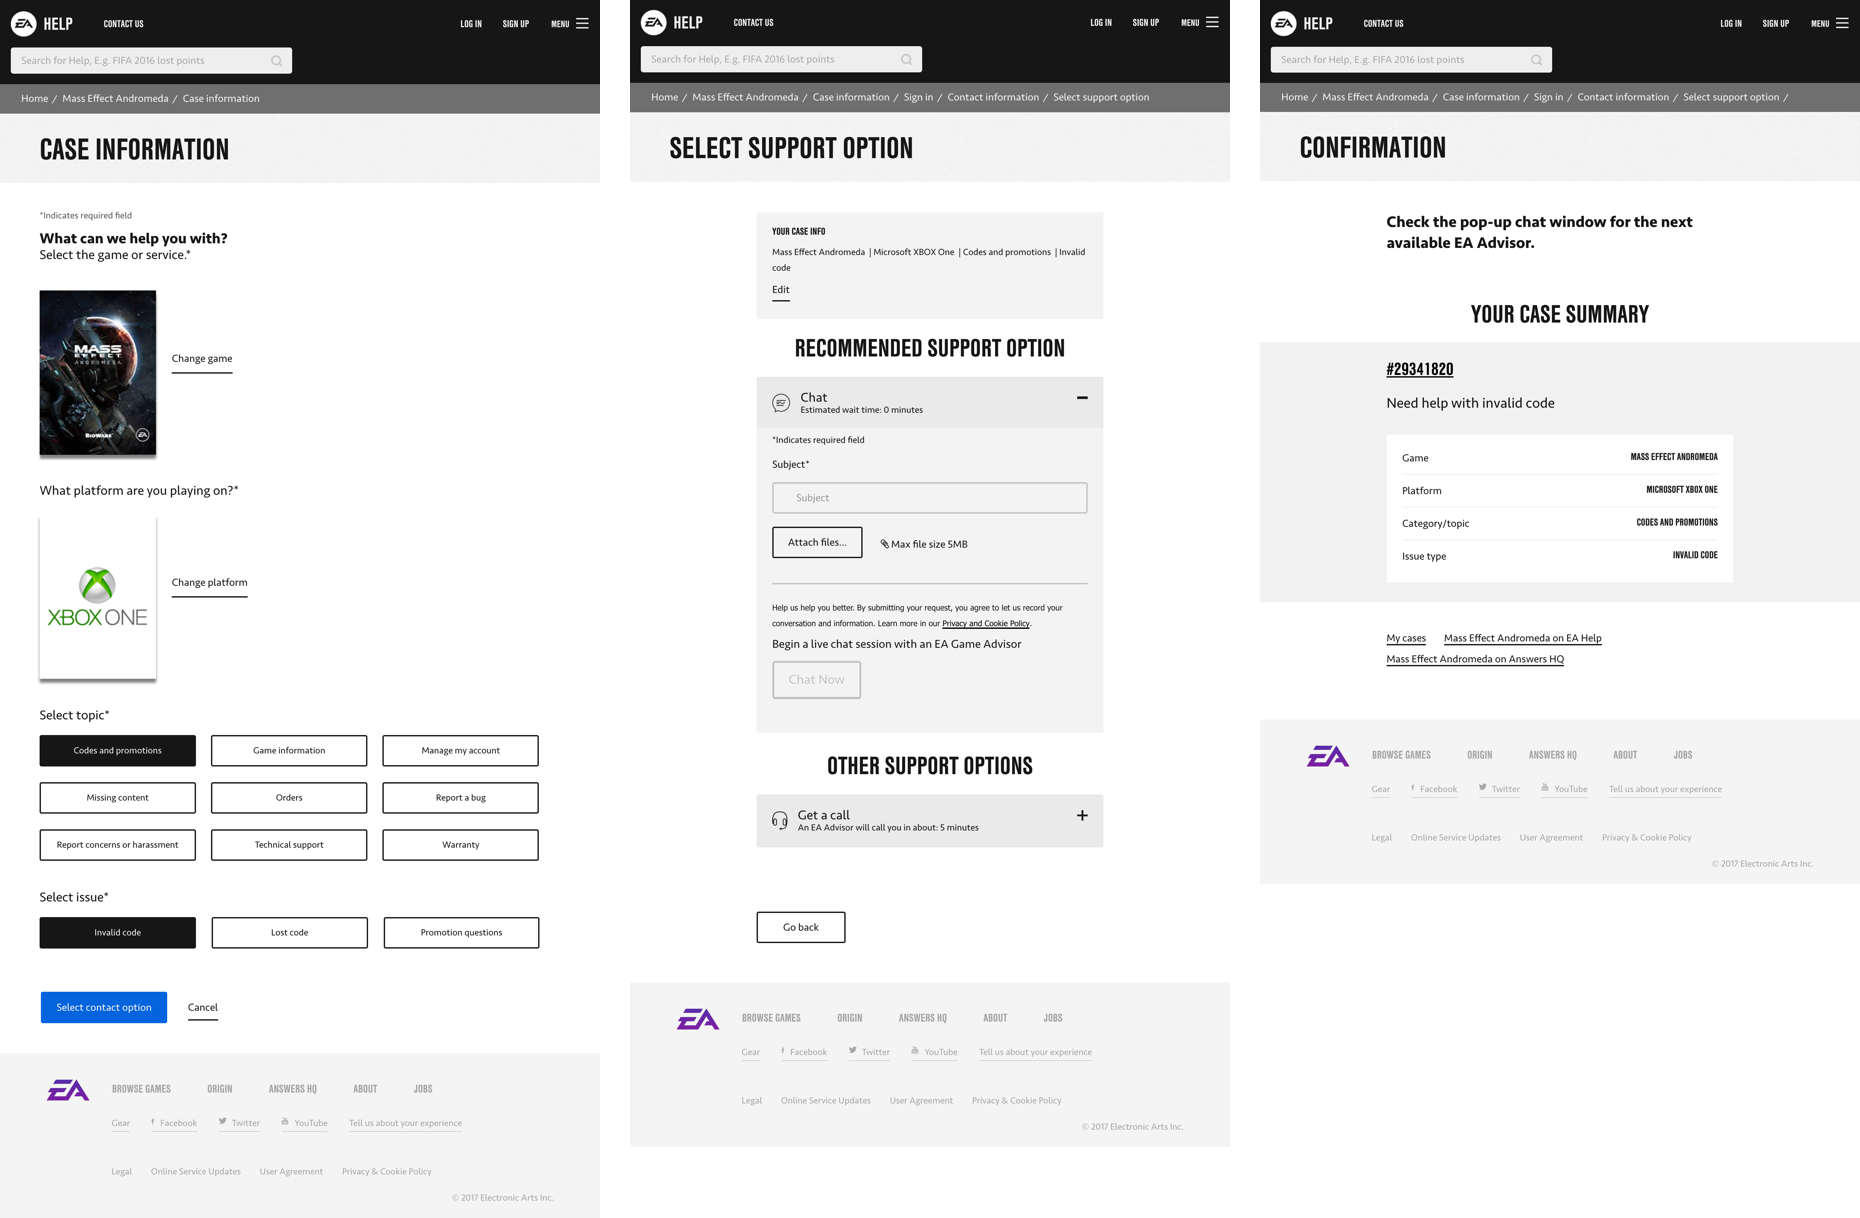 EA HELP CONTACT US LOG IN SIGN UP MENU
Search for Help, E.g. FIFA 2016 lost points
Home / Mass Effect Andromeda / Case information
CASE INFORMATION
*Indicates required field
What can we help you with?
Select the game or service.*
MASS
EFFECT
ANDROMEDA
BIOWARE EA
Change game
What platform are you playing on?*
XBOX ONE
Change platform
Select topic*
Codes and promotions Game information Manage my account
Missing content Orders Report a bug
Report concerns or harassment Technical support Warranty
Select issue*
Invalid code Lost code Promotion questions
Select contact option Cancel
EA BROWSE GAMES ORIGIN ANSWERS HQ ABOUT JOBS
Gear Facebook Twitter YouTube Tell us about your experience
Legal Online Service Updates User Agreement Privacy & Cookie Policy
© 2017 Electronic Arts Inc.
EA HELP CONTACT US LOG IN SIGN UP MENU
Search for Help, E.g. FIFA 2016 lost points
Home / Mass Effect Andromeda / Case information / Sign in / Contact information / Select support option
SELECT SUPPORT OPTION
YOUR CASE INFO
Mass Effect Andromeda | Microsoft XBOX One | Codes and promotions | Invalid
code
Edit
RECOMMENDED SUPPORT OPTION
Chat
Estimated wait time: 0 minutes
*Indicates required field
Subject*
Subject
Attach files... Max file size 5MB
Help us help you better. By submitting your request, you agree to let us record your
conversation and information. Learn more in our Privacy and Cookie Policy.
Begin a live chat session with an EA Game Advisor
Chat Now
OTHER SUPPORT OPTIONS
Get a call
An EA Advisor will call you in about: 5 minutes
Go back
EA BROWSE GAMES ORIGIN ANSWERS HQ ABOUT JOBS
Gear Facebook Twitter YouTube Tell us about your experience
Legal Online Service Updates User Agreement Privacy & Cookie Policy
© 2017 Electronic Arts Inc.
EA HELP CONTACT US LOG IN SIGN UP MENU
Search for Help, E.g. FIFA 2016 lost points
Home / Mass Effect Andromeda / Case information / Sign in / Contact information / Select support option /
CONFIRMATION
Check the pop-up chat window for the next
available EA Advisor.
YOUR CASE SUMMARY
#29341820
Need help with invalid code
Game MASS EFFECT ANDROMEDA
Platform MICROSOFT XBOX ONE
Category/topic CODES AND PROMOTIONS
Issue type INVALID CODE
My cases Mass Effect Andromeda on EA Help
Mass Effect Andromeda on Answers HQ
EA BROWSE GAMES ORIGIN ANSWERS HQ ABOUT JOBS
Gear Facebook Twitter YouTube Tell us about your experience
Legal Online Service Updates User Agreement Privacy & Cookie Policy
© 2017 Electronic Arts Inc.